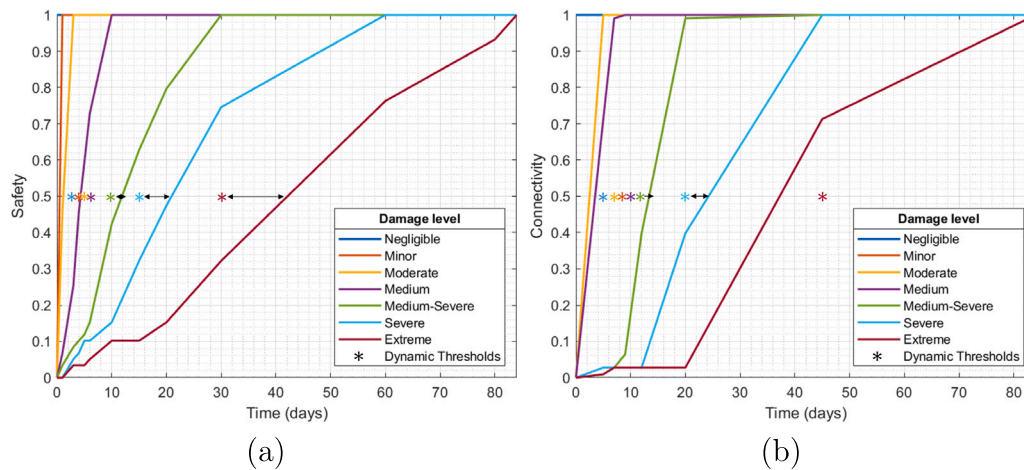 1
0.9
0.8
0.7
0.6
0.5
0.4
0.3
0.2
0.1
0
Safety
0 10 20 30 40 50 60 70 80
Time (days)
Damage level
Negligible
Minor
Moderate
Medium
Medium-Severe
Severe
Extreme
* Dynamic Thresholds
(a)
1
0.9
0.8
0.7
0.6
0.5
0.4
0.3
0.2
0.1
0
Connectivity
0 10 20 30 40 50 60 70 80
Time (days)
Damage level
Negligible
Minor
Moderate
Medium
Medium-Severe
Severe
Extreme
* Dynamic Thresholds
(b)